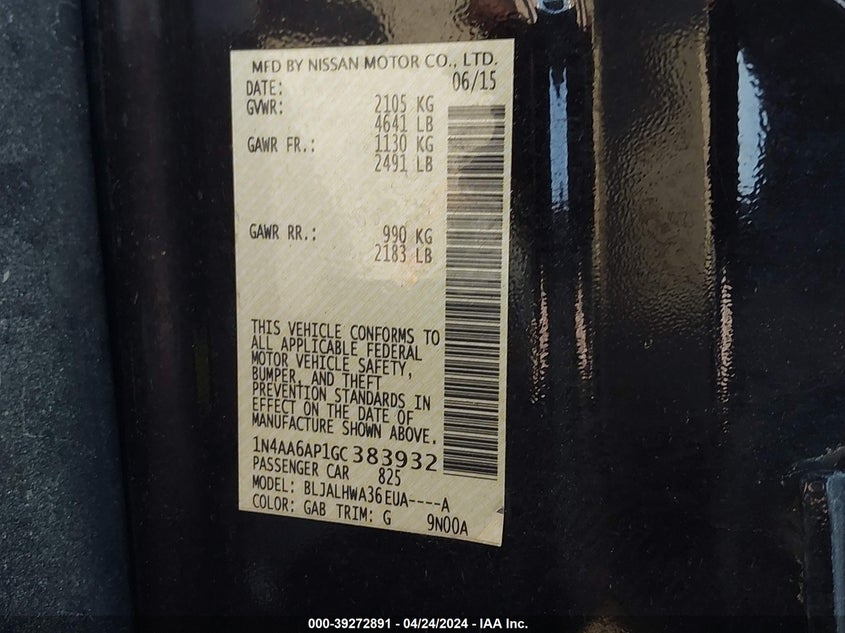 MFD BY NISSAN MOTOR CO., LTD.
DATE: 06/15
GVWR: 2105 KG
4641 LB
GAWR FR.: 1130 KG
2491 LB
GAWR RR.: 990 KG
2183 LB
THIS VEHICLE CONFORMS TO
ALL APPLICABLE FEDERAL
MOTOR VEHICLE SAFETY,
BUMPER, AND THEFT
PREVENTION STANDARDS IN
EFFECT ON THE DATE OF
MANUFACTURE SHOWN ABOVE.
1N4AA6AP1GC383932
PASSENGER CAR 825
MODEL: BLJALHWA36EUA----A
COLOR: GAB TRIM: G 9N00A
000-39272891 - 04/24/2024 - IAA Inc.